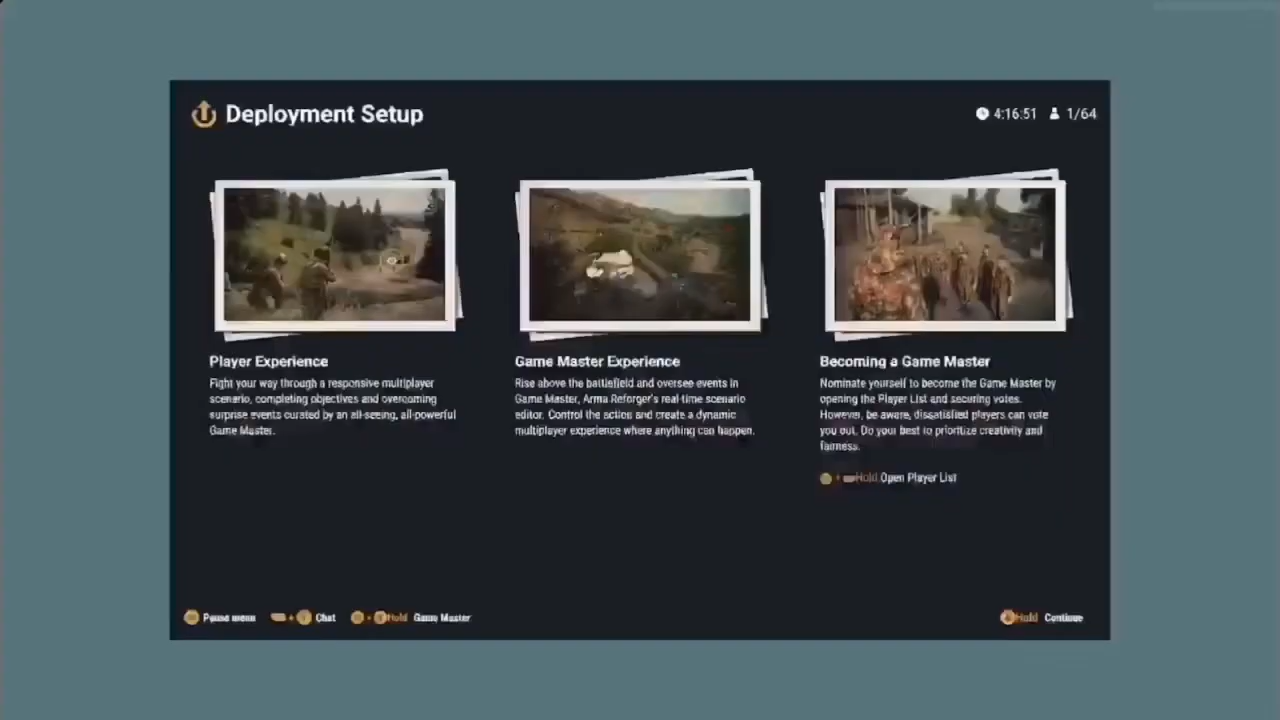 Deployment Setup
4:16:51 1/64
Player Experience
Fight your way through a responsive multiplayer
scenario, completing objectives and overcoming
surprise events curated by an all-seeing, all-powerful
Game Master.
Game Master Experience
Rise above the battlefield and oversee events in
Game Master, Arma Reforger's real-time scenario
editor. Control the action and create a dynamic
multiplayer experience where anything can happen.
Becoming a Game Master
Nominate yourself to become the Game Master by
opening the Player List and securing votes.
However, be aware, dissatisfied players can vote
you out. Do your best to prioritize creativity and
fairness.
+ Hold Open Player List
Pause menu + Chat + Hold Game Master
Hold Continue